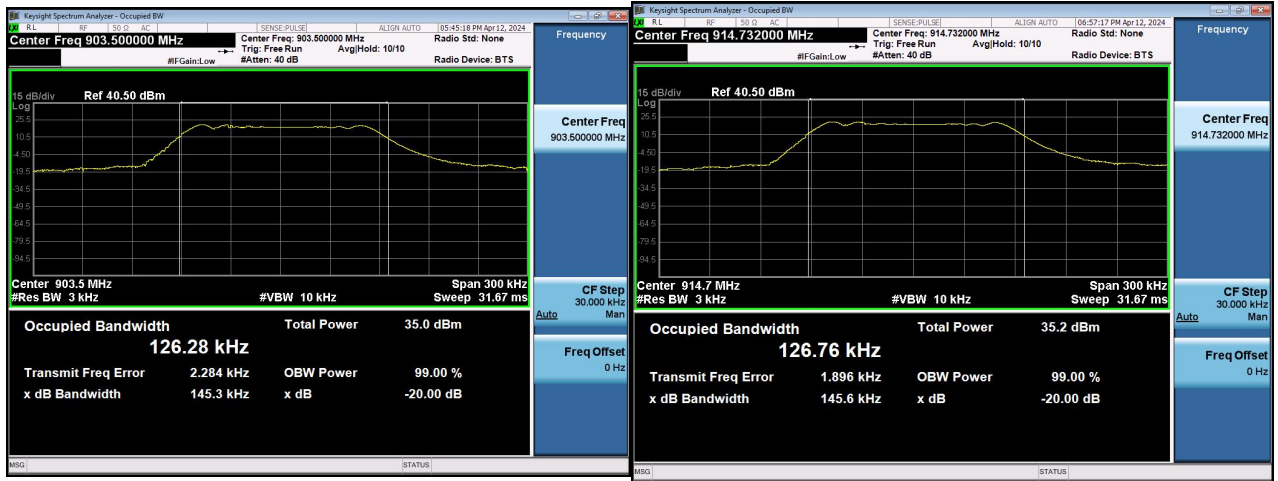 Keysight Spectrum Analyzer - Occupied BW
RL RF 50 Ω AC SENSE:PULSE ALIGN AUTO 05:45:18 PM Apr 12, 2024
Center Freq 903.500000 MHz
Center Freq: 903.500000 MHz
Radio Std: None
Trig: Free Run Avg|Hold: 10/10
#IFGain:Low #Atten: 40 dB Radio Device: BTS
15 dB/div Ref 40.50 dBm
Log
25.5
10.5
-4.50
-19.5
-34.5
-49.5
-64.5
-79.5
-94.5
Center 903.5 MHz Span 300 kHz
#Res BW 3 kHz #VBW 10 kHz Sweep 31.67 ms
Occupied Bandwidth Total Power 35.0 dBm
126.28 kHz
Transmit Freq Error 2.284 kHz OBW Power 99.00 %
x dB Bandwidth 145.3 kHz x dB -20.00 dB
MSG STATUS
Frequency
Center Freq
903.500000 MHz
CF Step
30.000 kHz
Auto Man
Freq Offset
0 Hz
Keysight Spectrum Analyzer - Occupied BW
RL RF 50 Ω AC SENSE:PULSE ALIGN AUTO 06:57:17 PM Apr 12, 2024
Center Freq 914.732000 MHz
Center Freq: 914.732000 MHz
Radio Std: None
Trig: Free Run Avg|Hold: 10/10
#IFGain:Low #Atten: 40 dB Radio Device: BTS
15 dB/div Ref 40.50 dBm
Log
25.5
10.5
-4.50
-19.5
-34.5
-49.5
-64.5
-79.5
-94.5
Center 914.7 MHz Span 300 kHz
#Res BW 3 kHz #VBW 10 kHz Sweep 31.67 ms
Occupied Bandwidth Total Power 35.2 dBm
126.76 kHz
Transmit Freq Error 1.896 kHz OBW Power 99.00 %
x dB Bandwidth 145.6 kHz x dB -20.00 dB
MSG STATUS
Frequency
Center Freq
914.732000 MHz
CF Step
30.000 kHz
Auto Man
Freq Offset
0 Hz